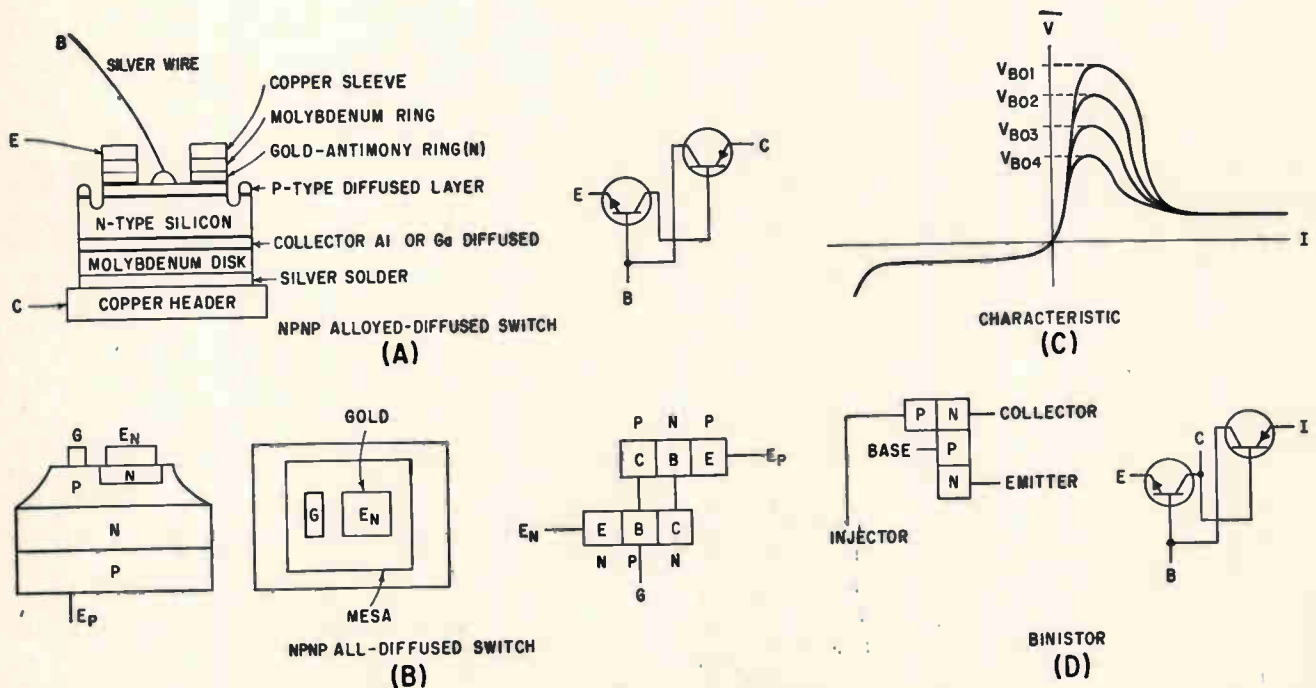 B
SILVER WIRE
COPPER SLEEVE
MOLYBDENUM RING
E
GOLD-ANTIMONY RING(N)
P-TYPE DIFFUSED LAYER
N-TYPE SILICON
COLLECTOR Al OR Ga DIFFUSED
MOLYBDENUM DISK
SILVER SOLDER
C
COPPER HEADER
NPNP ALLOYED-DIFFUSED SWITCH
(A)
C
E
B
V
VBO1
VBO2
VBO3
VBO4
I
CHARACTERISTIC
(C)
G
EN
N
P
N
P
EP
GOLD
G
EN
MESA
P N P
C B E
EP
EN
E B C
N P N
G
NPNP ALL-DIFFUSED SWITCH
(B)
P N
COLLECTOR
BASE
P
N
EMITTER
INJECTOR
I
C
E
B
BINISTOR
(D)